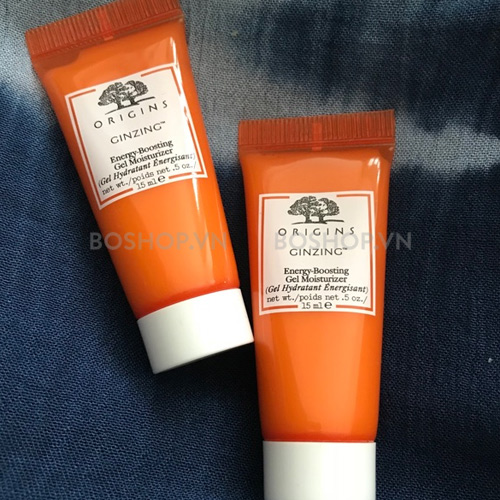 ORIGINS
GINZING™
Energy-Boosting
Gel Moisturizer
(Gel Hydratant Énergisant)
net wt./poids net .5 oz./
15 ml ℮
ORIGINS
GINZING™
Energy-Boosting
Gel Moisturizer
(Gel Hydratant Énergisant)
net wt./poids net .5 oz./
15 ml ℮
BOSHOP.VN
BOSHOP.VN